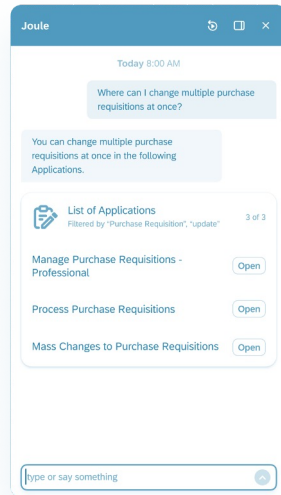 Joule
Today 8:00 AM
Where can I change multiple purchase
requisitions at once?
You can change multiple purchase
requisitions at once in the following
Applications.
List of Applications
3 of 3
Filtered by "Purchase Requisition", "update"
Manage Purchase Requisitions -
Professional
Open
Process Purchase Requisitions
Open
Mass Changes to Purchase Requisitions
Open
type or say something